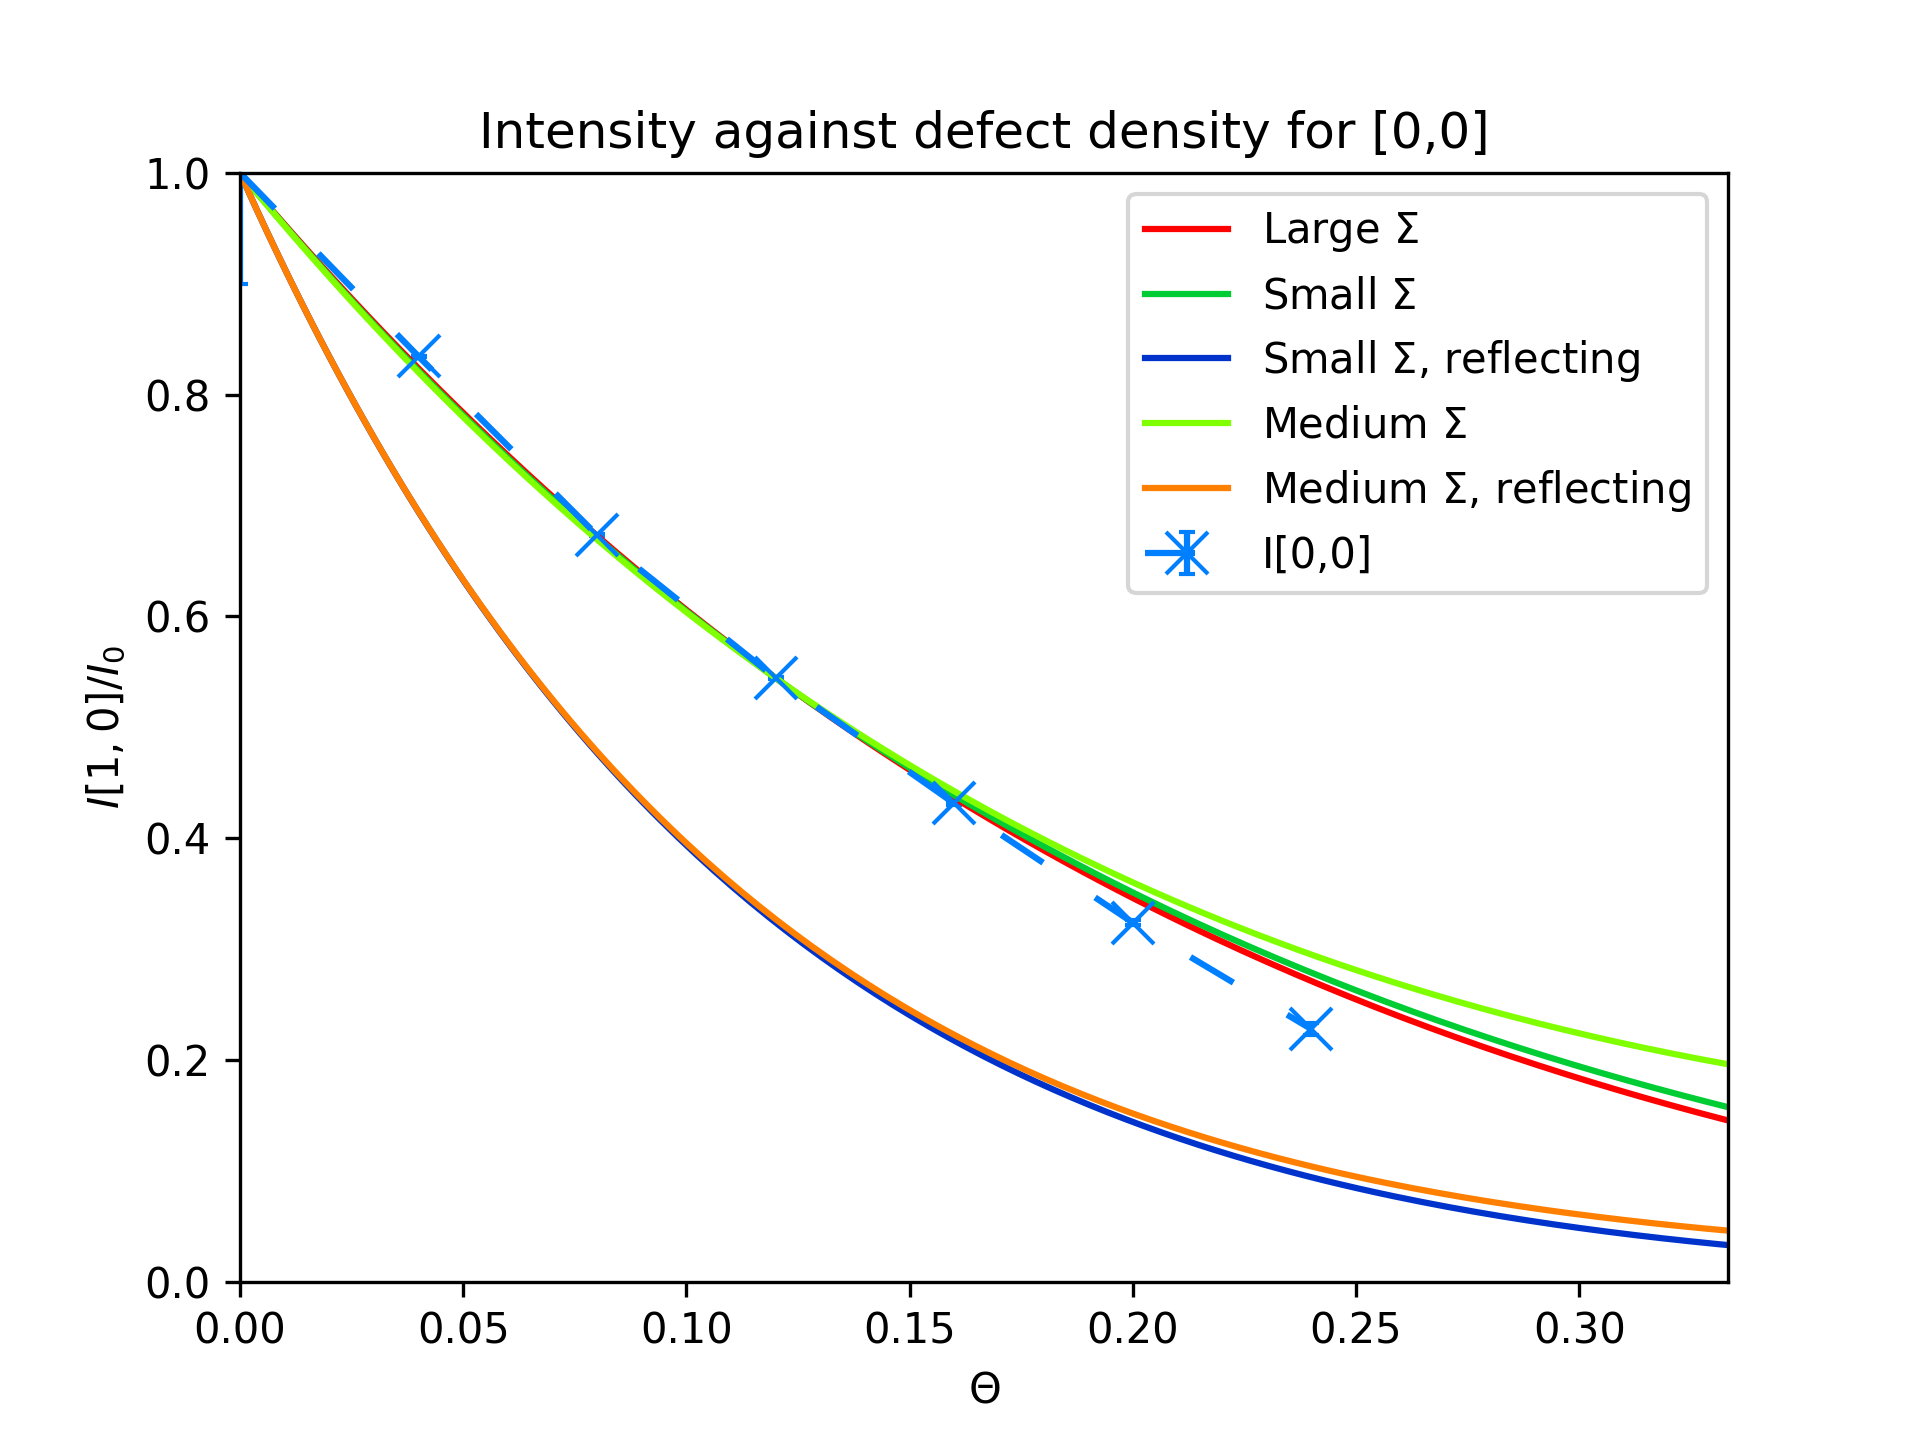 Intensity against defect density for [0,0]
1.0
0.8
0.6
0.4
0.2
0.0
I[1, 0]/I₀
Large Σ
Small Σ
Small Σ, reflecting
Medium Σ
Medium Σ, reflecting
I[0,0]
0.00 0.05 0.10 0.15 0.20 0.25 0.30
Θ